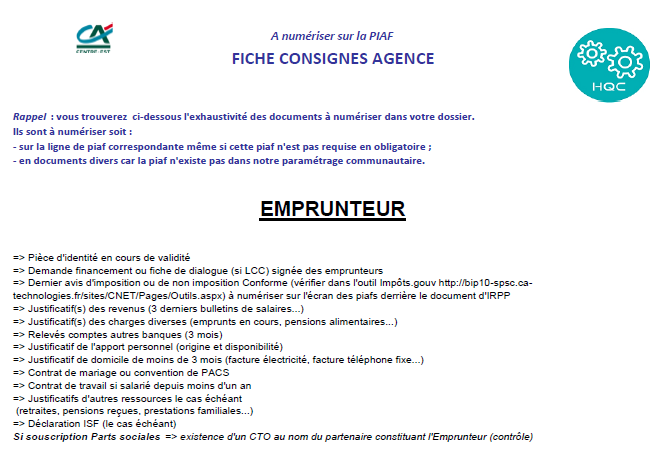 CA
CENTRE-EST
A numériser sur la PIAF
FICHE CONSIGNES AGENCE
HQC
Rappel : vous trouverez ci-dessous l'exhaustivité des documents à numériser dans votre dossier.
Ils sont à numériser soit :
- sur la ligne de piaf correspondante même si cette piaf n'est pas requise en obligatoire ;
- en documents divers car la piaf n'existe pas dans notre paramétrage communautaire.
EMPRUNTEUR
=> Pièce d'identité en cours de validité
=> Demande financement ou fiche de dialogue (si LCC) signée des emprunteurs
=> Dernier avis d'imposition ou de non imposition Conforme (vérifier dans l'outil Impôts.gouv http://bip10-spsc.ca-
technologies.fr/sites/CNET/Pages/Outils.aspx) à numériser sur l'écran des piafs derrière le document d'IRPP
=> Justificatif(s) des revenus (3 derniers bulletins de salaires...)
=> Justificatif(s) des charges diverses (emprunts en cours, pensions alimentaires...)
=> Relevés comptes autres banques (3 mois)
=> Justificatif de l'apport personnel (origine et disponibilité)
=> Justificatif de domicile de moins de 3 mois (facture électricité, facture téléphone fixe...)
=> Contrat de mariage ou convention de PACS
=> Contrat de travail si salarié depuis moins d'un an
=> Justificatifs d'autres ressources le cas échéant
(retraites, pensions reçues, prestations familiales...)
=> Déclaration ISF (le cas échéant)
Si souscription Parts sociales => existence d'un CTO au nom du partenaire constituant l'Emprunteur (contrôle)